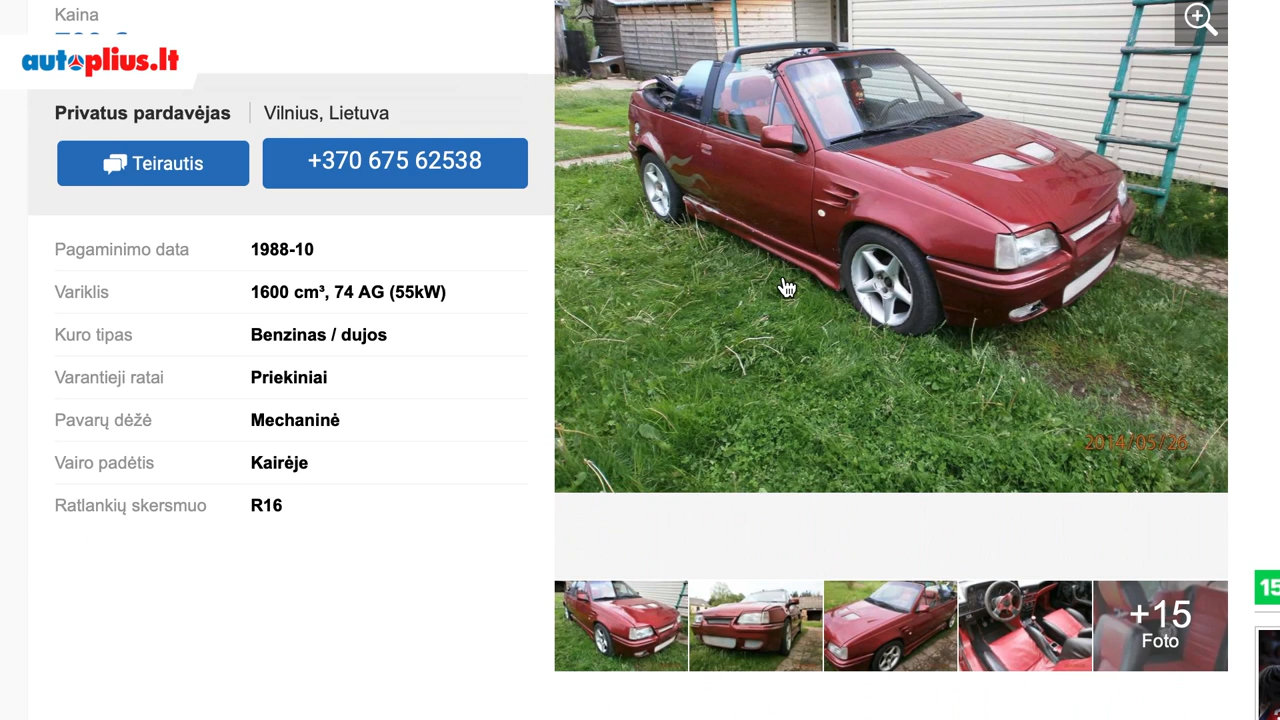 Kaina
autoplius.lt
Privatus pardavėjas
Vilnius, Lietuva
Teirautis
+370 675 62538
Pagaminimo data 1988-10
Variklis 1600 cm³, 74 AG (55kW)
Kuro tipas Benzinas / dujos
Varantieji ratai Priekiniai
Pavarų dėžė Mechaninė
Vairo padėtis Kairėje
Ratlankių skersmuo R16
2014/05/26
+15
Foto
15